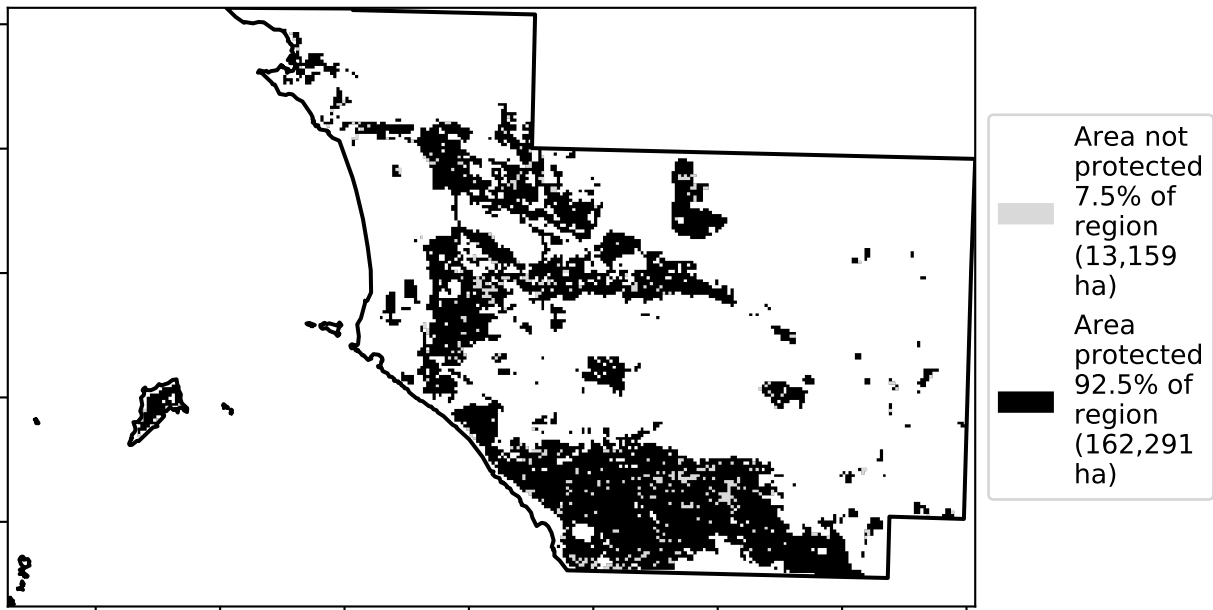 Area not
protected
7.5% of
region
(13,159
ha)
Area
protected
92.5% of
region
(162,291
ha)